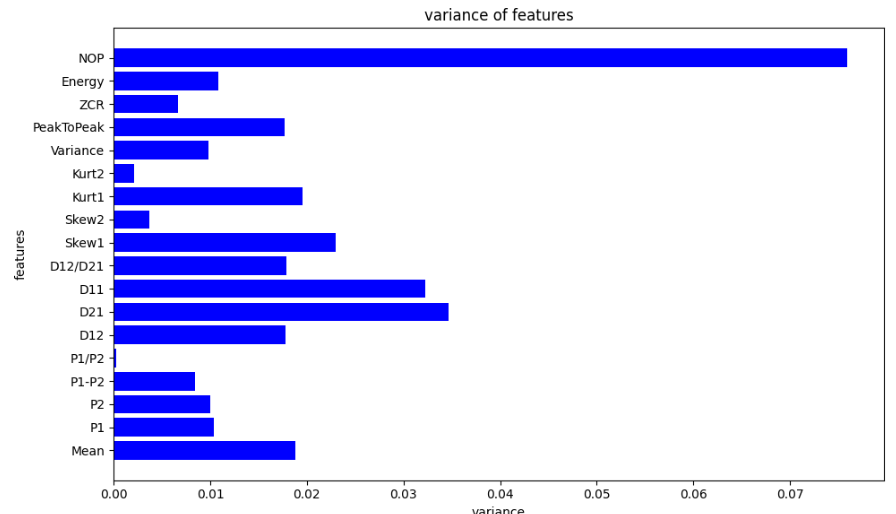 variance of features
NOP
Energy
ZCR
PeakToPeak
Variance
Kurt2
Kurt1
Skew2
Skew1
D12/D21
D11
D21
D12
P1/P2
P1-P2
P2
P1
Mean
features
0.00 0.01 0.02 0.03 0.04 0.05 0.06 0.07
variance